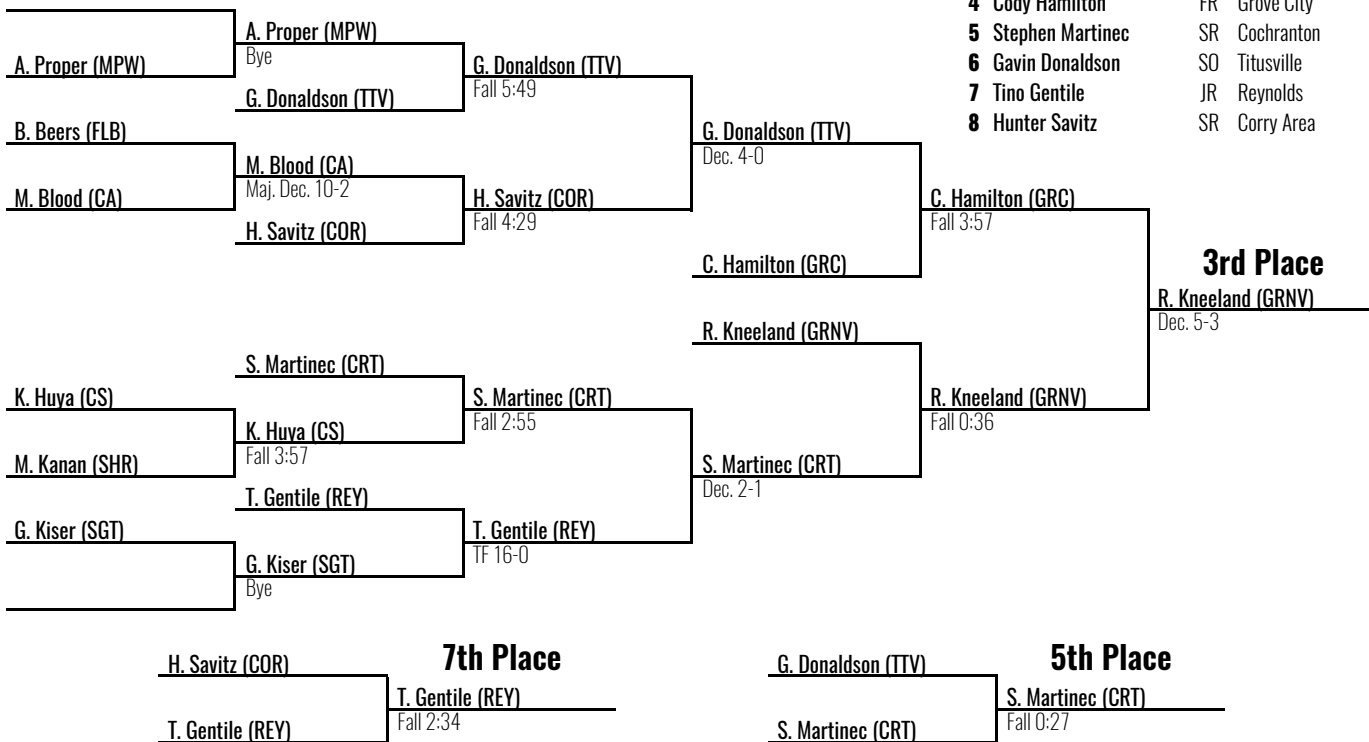 4 Cody Hamilton FR Grove City
A. Proper (MPW)
5 Stephen Martinec SR Cochranton
Bye
A. Proper (MPW)
G. Donaldson (TTV)
6 Gavin Donaldson SO Titusville
Fall 5:49
G. Donaldson (TTV)
7 Tino Gentile JR Reynolds
B. Beers (FLB)
G. Donaldson (TTV)
8 Hunter Savitz SR Corry Area
Dec. 4-0
M. Blood (CA)
Maj. Dec. 10-2
M. Blood (CA)
H. Savitz (COR)
C. Hamilton (GRC)
Fall 4:29
Fall 3:57
H. Savitz (COR)
C. Hamilton (GRC)
3rd Place
R. Kneeland (GRNV)
Dec. 5-3
R. Kneeland (GRNV)
S. Martinec (CRT)
K. Huya (CS)
S. Martinec (CRT)
R. Kneeland (GRNV)
Fall 2:55
Fall 0:36
K. Huya (CS)
Fall 3:57
M. Kanan (SHR)
S. Martinec (CRT)
Dec. 2-1
T. Gentile (REY)
G. Kiser (SGT)
T. Gentile (REY)
TF 16-0
G. Kiser (SGT)
Bye
7th Place
H. Savitz (COR)
T. Gentile (REY)
Fall 2:34
T. Gentile (REY)
5th Place
G. Donaldson (TTV)
S. Martinec (CRT)
Fall 0:27
S. Martinec (CRT)